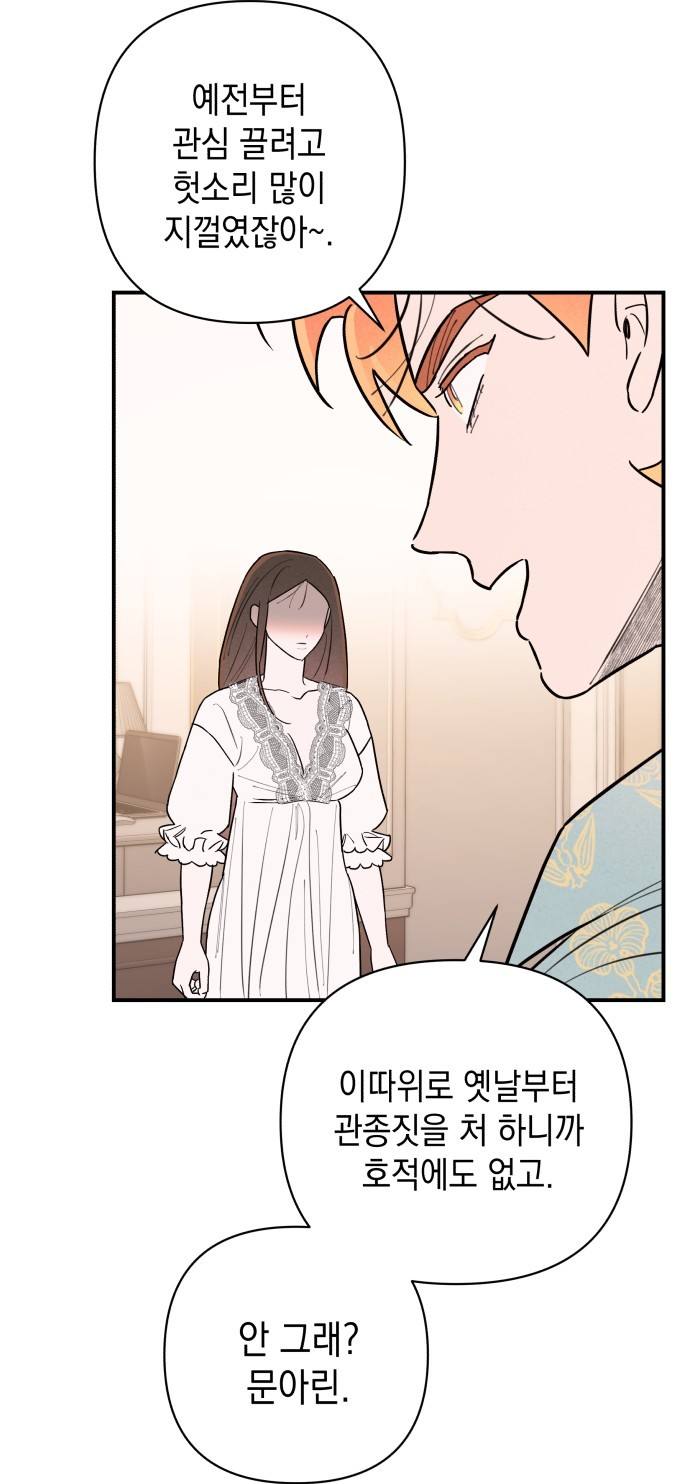 예전부터
관심 끌려고
헛소리 많이
지껄였잖아~.
이따위로 옛날부터
관종짓을 처 하니까
호적에도 없고.
안 그래?
문아린.